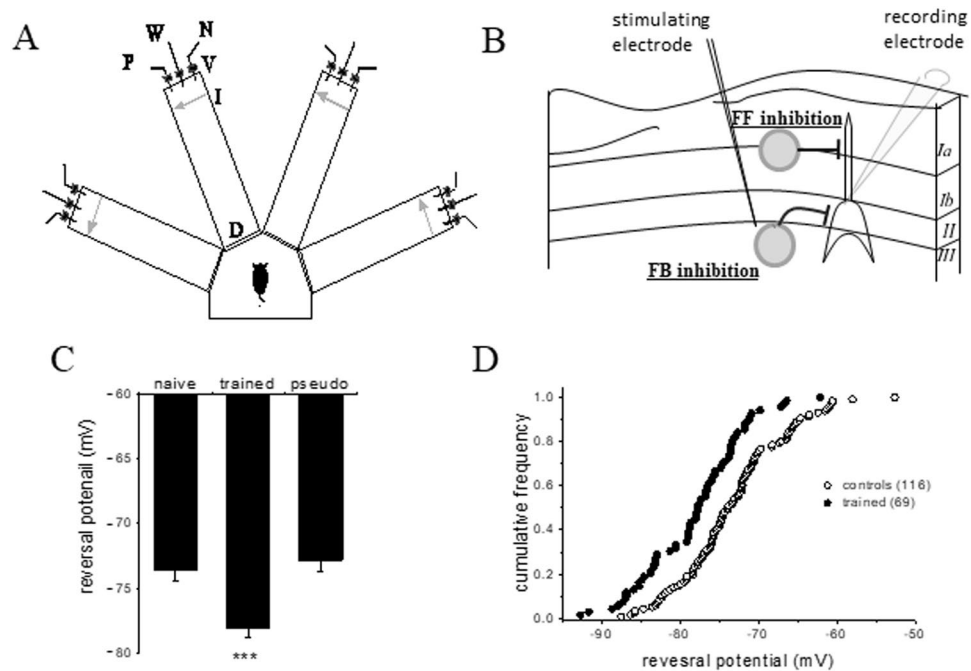 A
W
N
P
V
I
D
B
stimulating
electrode
recording
electrode
FF inhibition
FB inhibition
Ia
Ib
II
III
C
naive trained pseudo
-60
-65
-70
-75
-80
reversal potenail (mV)
***
D
1.0
0.8
0.6
0.4
0.2
0.0
cumulative frequency
controls (116)
trained (69)
-90 -80 -70 -60 -50
revesral potential (mV)